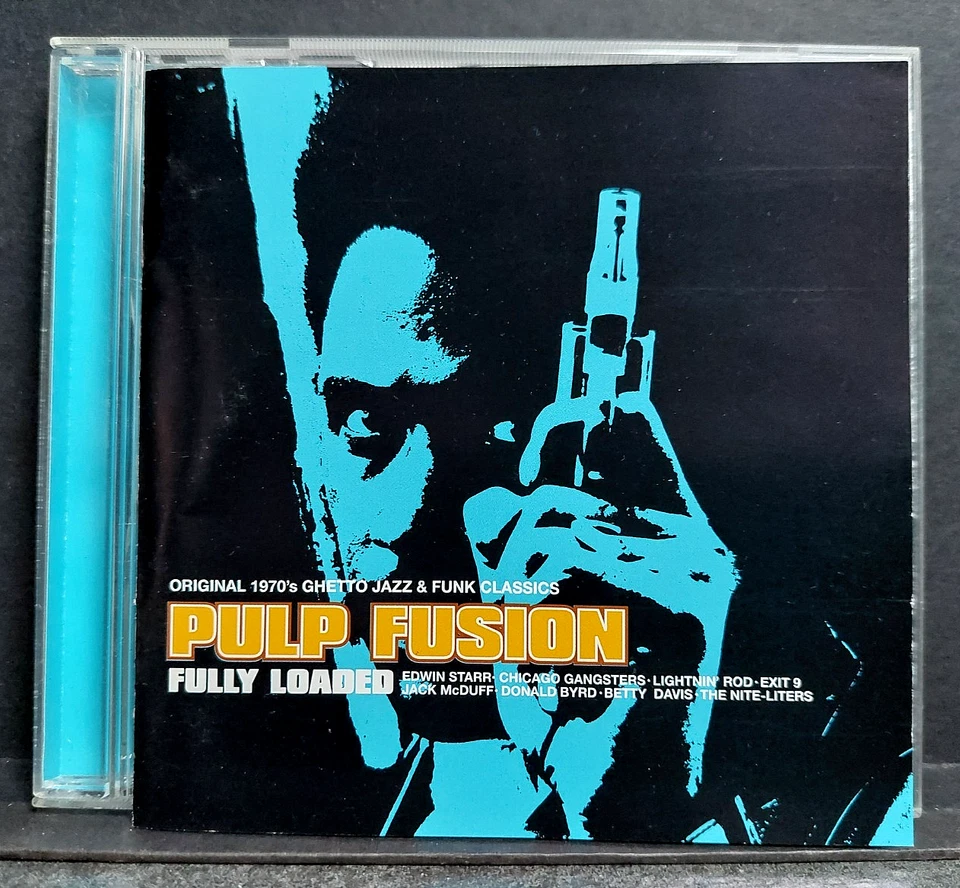 ORIGINAL 1970's GHETTO JAZZ & FUNK CLASSICS
PULP FUSION
FULLY LOADED
EDWIN STARR · CHICAGO GANGSTERS · LIGHTNIN' ROD · EXIT 9
JACK McDUFF · DONALD BYRD · BETTY DAVIS · THE NITE-LITERS